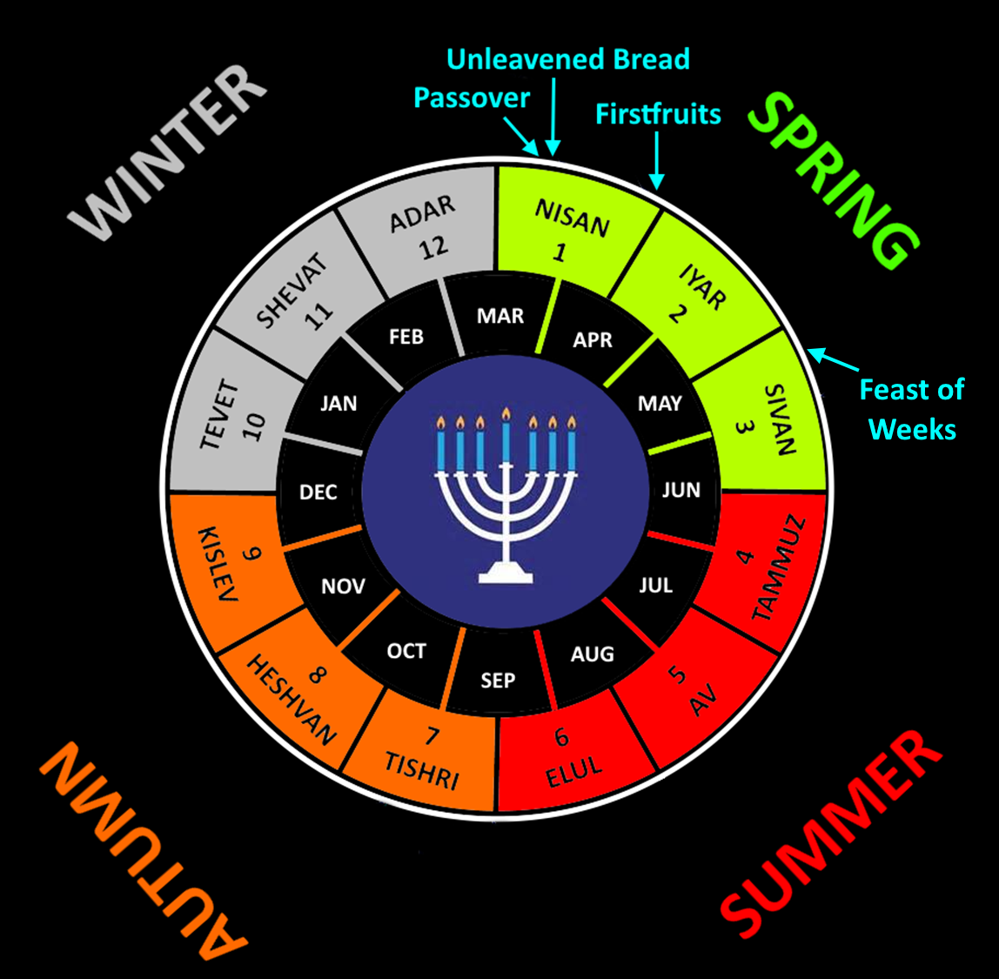 Unleavened Bread
Passover
Firstfruits
WINTER
SPRING
Feast of
Weeks
SUMMER
AUTUMN
NISAN
1
IYAR
2
SIVAN
3
TAMMUZ
4
AV
5
ELUL
6
TISHRI
7
HESHVAN
8
KISLEV
9
TEVET
10
SHEVAT
11
ADAR
12
MAR
APR
MAY
JUN
JUL
AUG
SEP
OCT
NOV
DEC
JAN
FEB